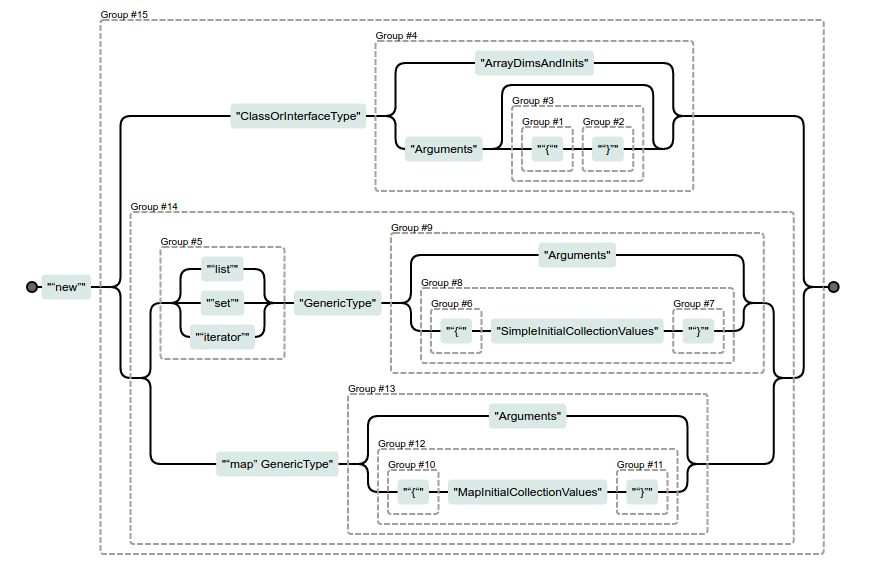 Group #15
Group #4
"ArrayDimsAndInits"
Group #3
"ClassOrInterfaceType"
Group #1
Group #2
"Arguments"
"“{“"
"“}”"
Group #14
Group #9
Group #5
"Arguments"
"“list”"
Group #8
"“new”"
"“set”"
"GenericType"
Group #6
Group #7
"“{“"
"SimpleInitialCollectionValues"
"“}”"
"“iterator”"
Group #13
"Arguments"
Group #12
"“map” GenericType"
Group #10
Group #11
"“{“"
"MapInitialCollectionValues"
"“}”"